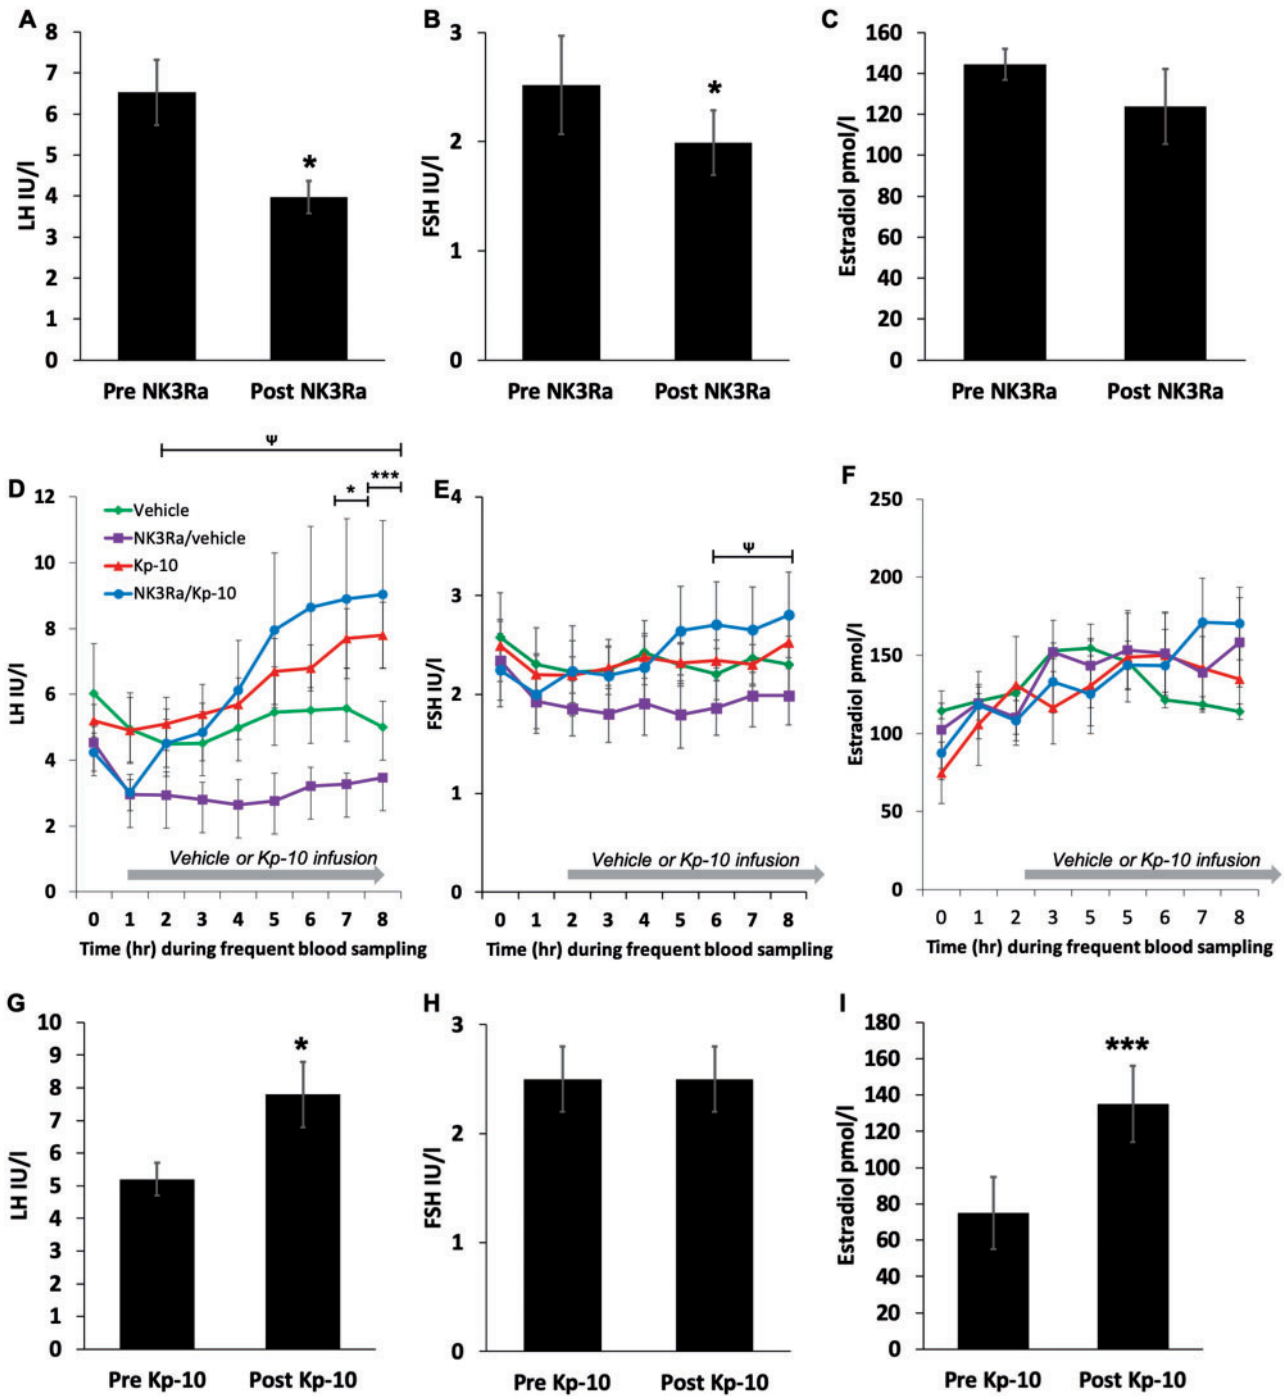 A
LH IU/l
8
7
6
5
4
3
2
1
0
*
Pre NK3Ra Post NK3Ra
B
FSH IU/l
3
2
1
0
*
Pre NK3Ra Post NK3Ra
C
Estradiol pmol/l
160
140
120
100
80
60
40
20
0
Pre NK3Ra Post NK3Ra
D
LH IU/l
12
10
8
6
4
2
0
Ψ
* ***
Vehicle
NK3Ra/vehicle
Kp-10
NK3Ra/Kp-10
Vehicle or Kp-10 infusion
0 1 2 3 4 5 6 7 8
Time (hr) during frequent blood sampling
E
FSH IU/l
4
3
2
1
0
Ψ
Vehicle or Kp-10 infusion
0 1 2 3 4 5 6 7 8
Time (hr) during frequent blood sampling
F
Estradiol pmol/l
250
200
150
100
50
0
Vehicle or Kp-10 infusion
0 1 2 3 5 5 6 7 8
Time (hr) during frequent blood sampling
G
LH IU/l
10
9
8
7
6
5
4
3
2
1
0
*
Pre Kp-10 Post Kp-10
H
FSH IU/l
3
2
1
0
Pre Kp-10 Post Kp-10
I
Estradiol pmol/l
180
160
140
120
100
80
60
40
20
0
***
Pre Kp-10 Post Kp-10